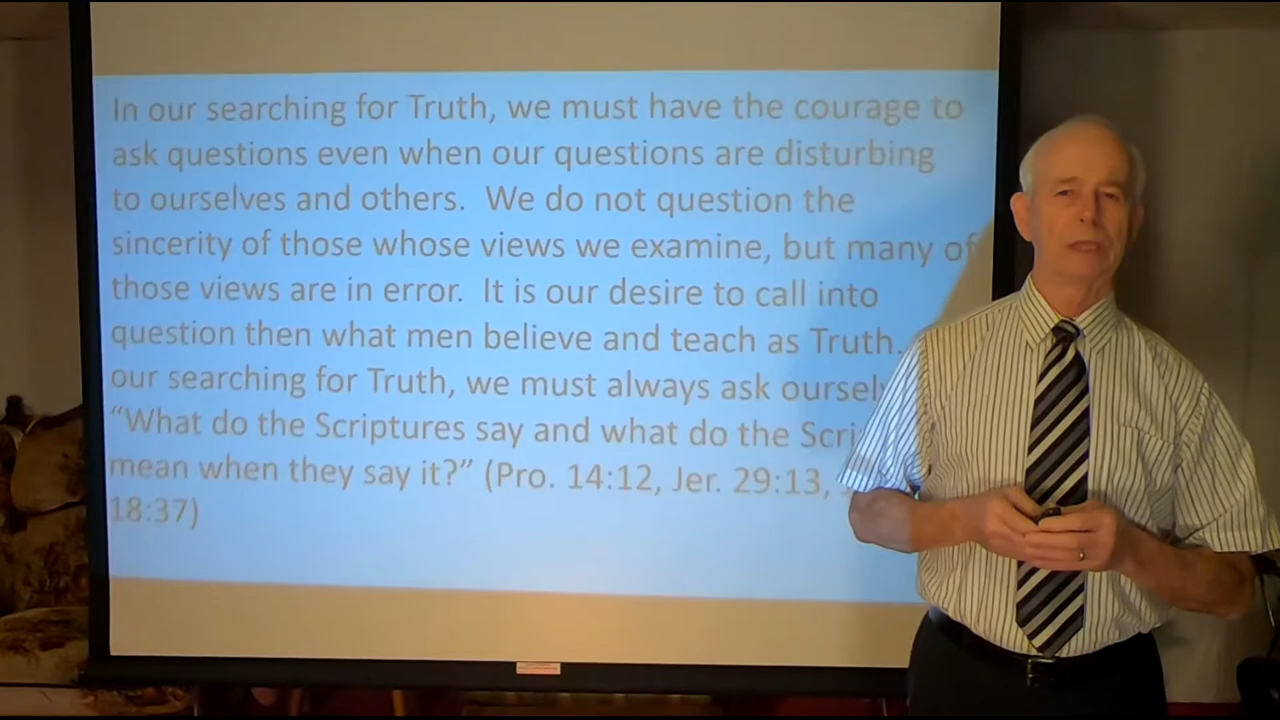 In our searching for Truth, we must have the courage to
ask questions even when our questions are disturbing
to ourselves and others. We do not question the
sincerity of those whose views we examine, but many of
those views are in error. It is our desire to call into
question then what men believe and teach as Truth.
our searching for Truth, we must always ask
“What do the Scriptures say and what do the
mean when they say it?” (Pro. 14:12, Jer. 29:13,
18:37)